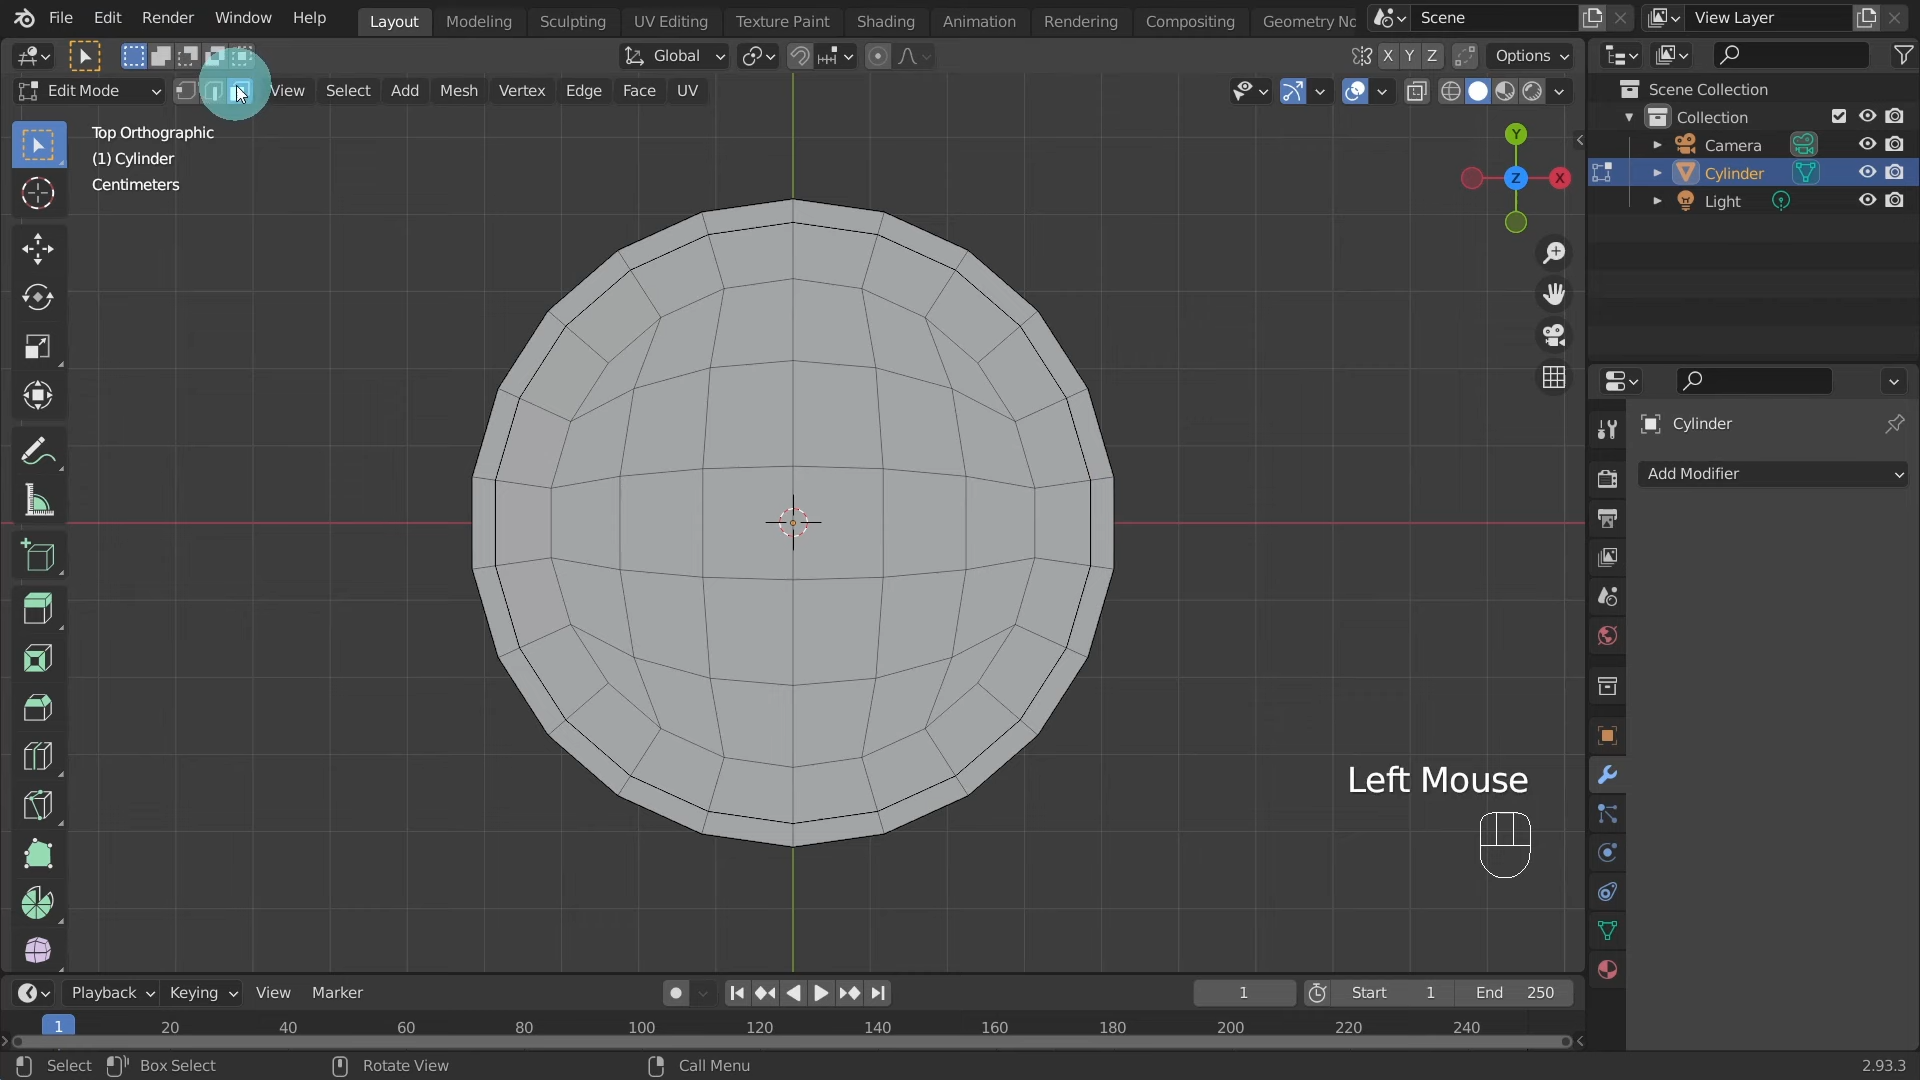 File Edit Render Window Help Layout Modeling Sculpting UV Editing Texture Paint Shading Animation Rendering Compositing Geometry No Scene View Layer
Global X Y Z Options
Edit Mode View Select Add Mesh Vertex Edge Face UV
Top Orthographic
(1) Cylinder
Centimeters
Y
Z
X
Scene Collection
Collection
Camera
Cylinder
Light
Cylinder
Add Modifier
Left Mouse
Playback Keying View Marker 1 Start 1 End 250
1 20 40 60 80 100 120 140 160 180 200 220 240
Select Box Select Rotate View Call Menu 2.93.3